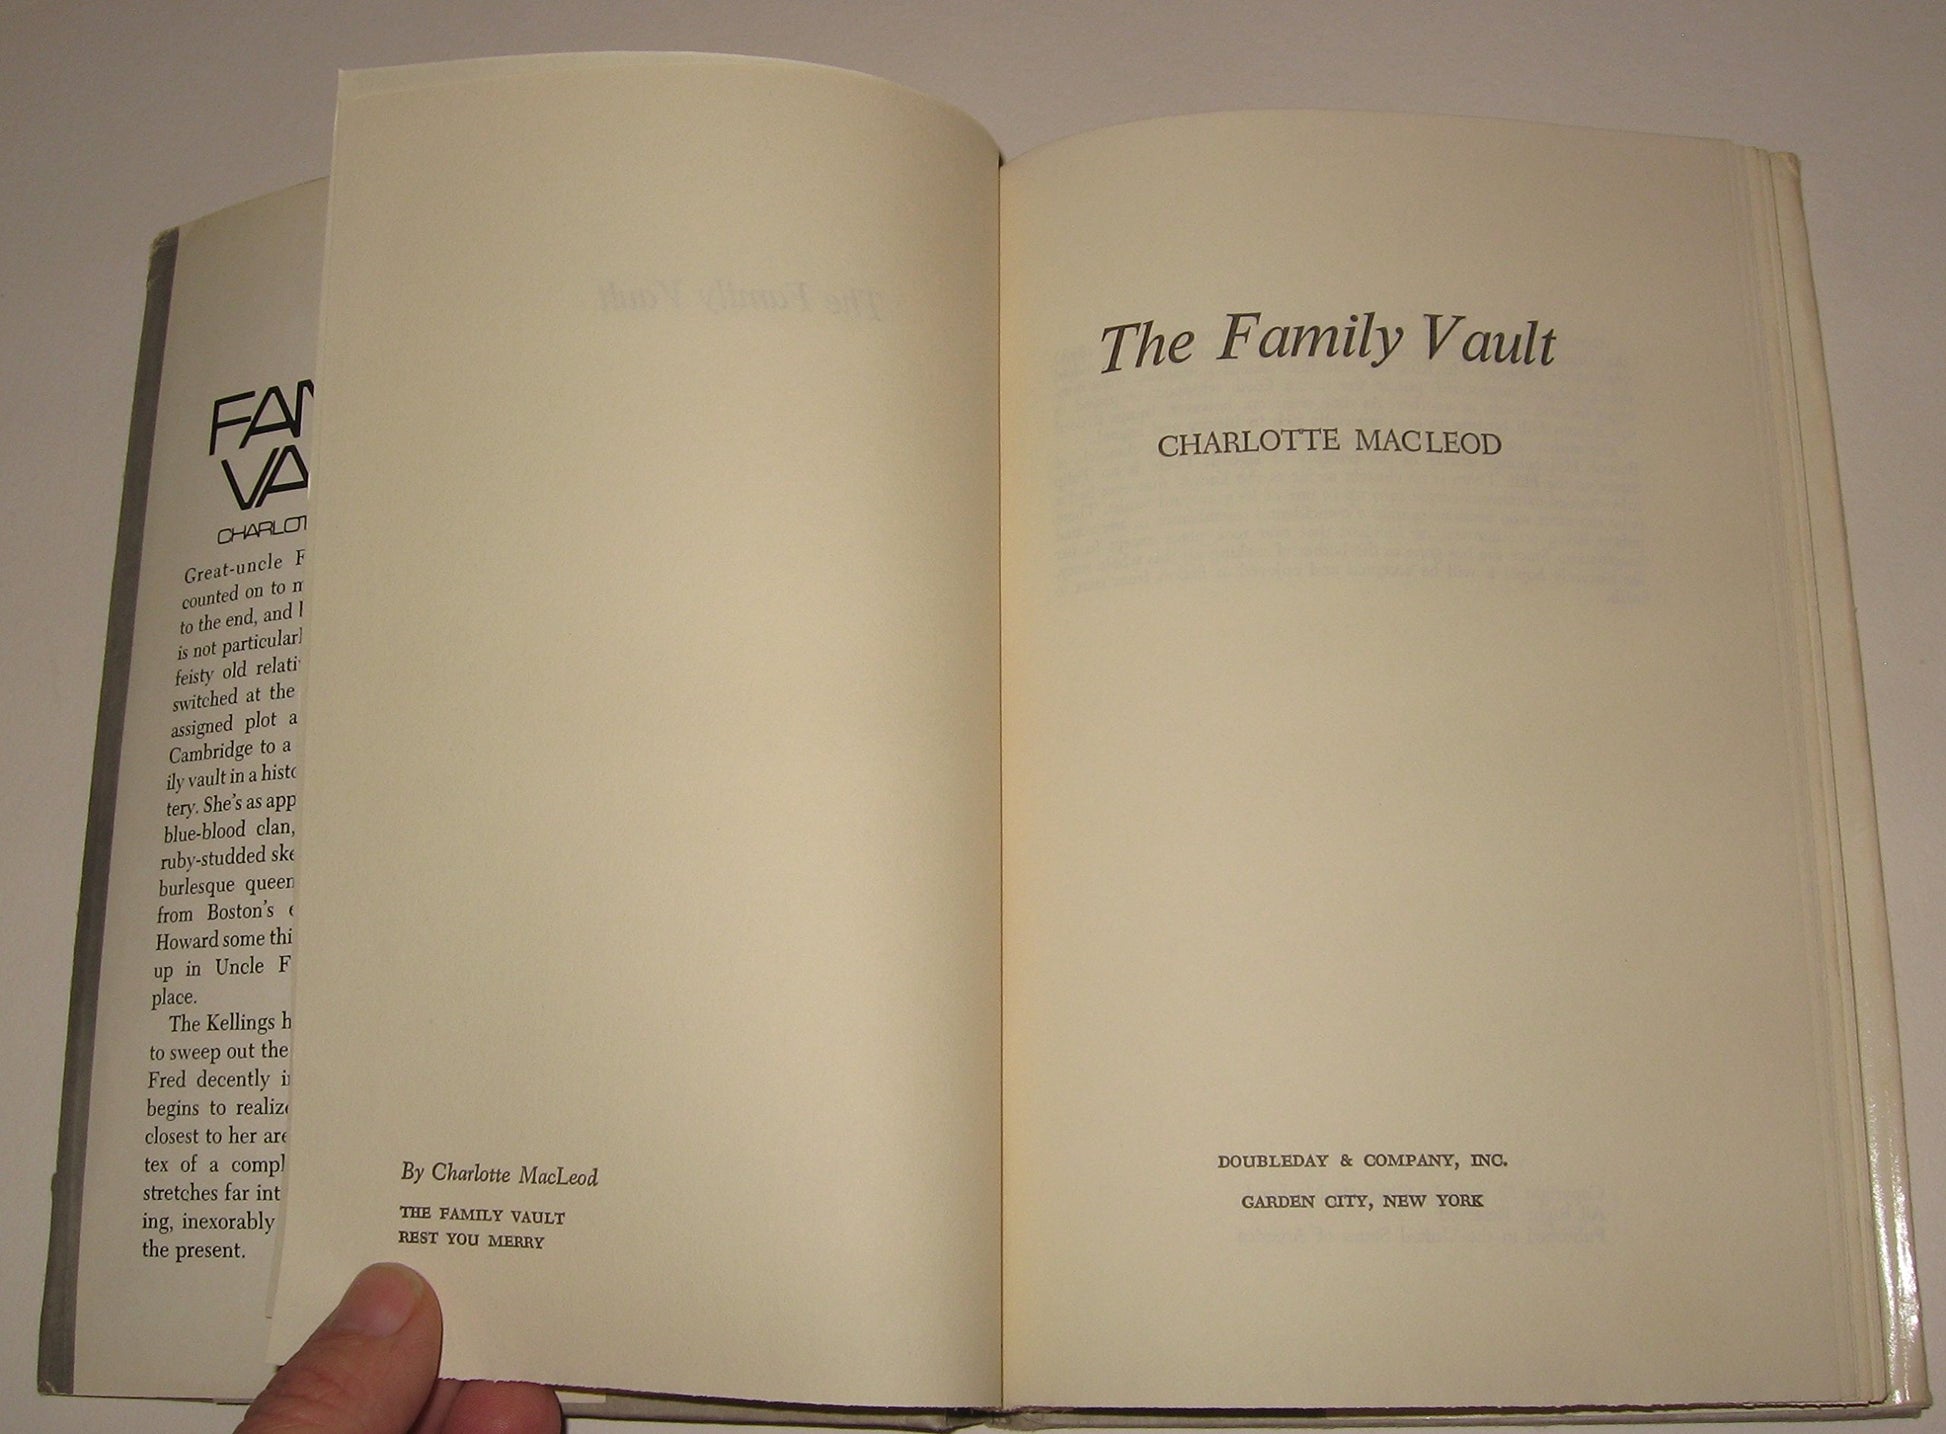 FAM
VA
CHARLOT
Great-uncle F
counted on to m
to the end, and
is not particularl
feisty old relati
switched at the
assigned plot a
Cambridge to a
ily vault in a histo
tery. She's as app
blue-blood clan,
ruby-studded ske
burlesque queen
from Boston's
Howard some thi
up in Uncle F
place.
The Kellings h
to sweep out the
Fred decently i
begins to realize
closest to her are
tex of a compl
stretches far int
ing, inexorably
the present.
The Family Vault
By Charlotte MacLeod
THE FAMILY VAULT
REST YOU MERRY
The Family Vault
CHARLOTTE MACLEOD
DOUBLEDAY & COMPANY, INC.
GARDEN CITY, NEW YORK